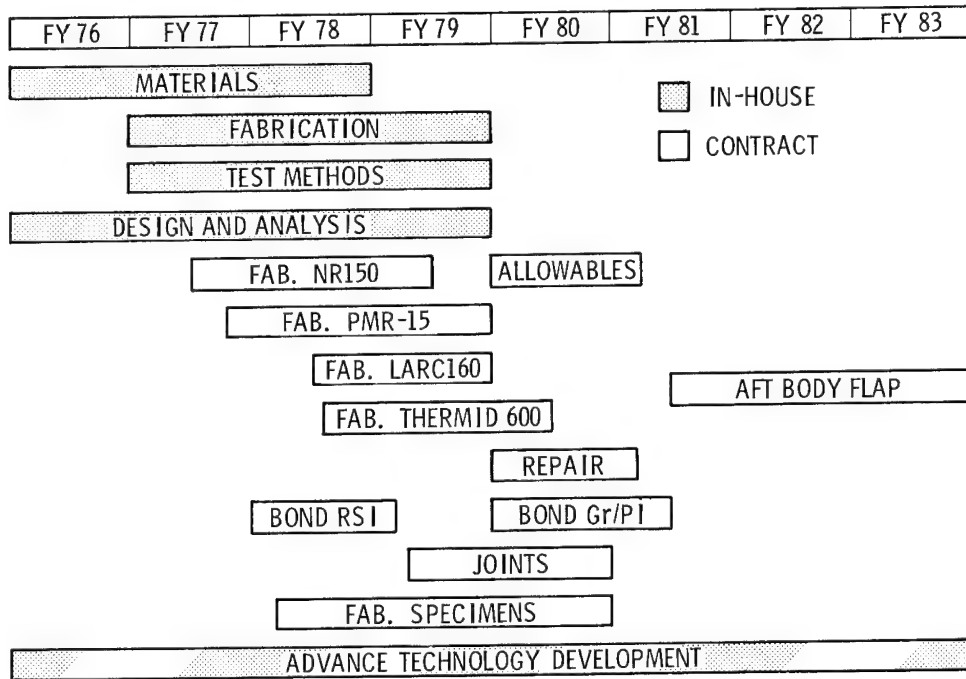 FY 76 FY 77 FY 78 FY 79 FY 80 FY 81 FY 82 FY 83
MATERIALS
IN-HOUSE
FABRICATION
CONTRACT
TEST METHODS
DESIGN AND ANALYSIS
FAB. NR150
ALLOWABLES
FAB. PMR-15
FAB. LARC160
AFT BODY FLAP
FAB. THERMID 600
REPAIR
BOND RSI
BOND Gr/PI
JOINTS
FAB. SPECIMENS
ADVANCE TECHNOLOGY DEVELOPMENT